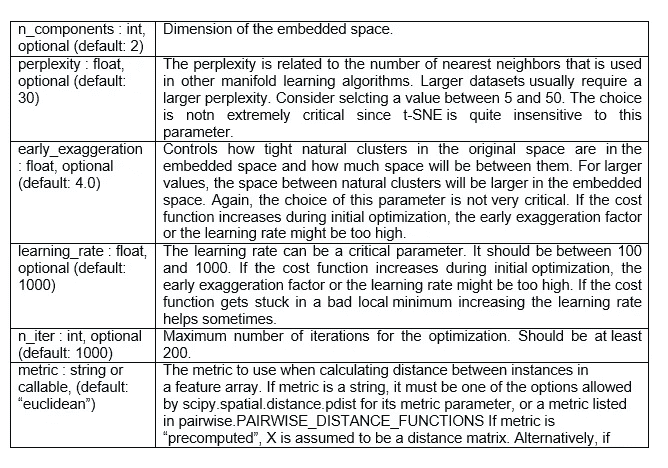 n_components : int,
optional (default: 2)
Dimension of the embedded space.
perplexity : float,
optional (default:
30)
The perplexity is related to the number of nearest neighbors that is used
in other manifold learning algorithms. Larger datasets usually require a
larger perplexity. Consider selcting a value between 5 and 50. The choice
is notn extremely critical since t-SNE is quite insensitive to this
parameter.
early_exaggeration
: float, optional
(default: 4.0)
Controls how tight natural clusters in the original space are in the
embedded space and how much space will be between them. For larger
values, the space between natural clusters will be larger in the embedded
space. Again, the choice of this parameter is not very critical. If the cost
function increases during initial optimization, the early exaggeration factor
or the learning rate might be too high.
learning_rate : float,
optional (default:
1000)
The learning rate can be a critical parameter. It should be between 100
and 1000. If the cost function increases during initial optimization, the
early exaggeration factor or the learning rate might be too high. If the cost
function gets stuck in a bad local minimum increasing the learning rate
helps sometimes.
n_iter : int, optional
(default: 1000)
Maximum number of iterations for the optimization. Should be at least
200.
metric : string or
callable, (default:
“euclidean”)
The metric to use when calculating distance between instances in
a feature array. If metric is a string, it must be one of the options allowed
by scipy.spatial.distance.pdist for its metric parameter, or a metric listed
in pairwise.PAIRWISE_DISTANCE_FUNCTIONS If metric is
“precomputed”, X is assumed to be a distance matrix. Alternatively, if